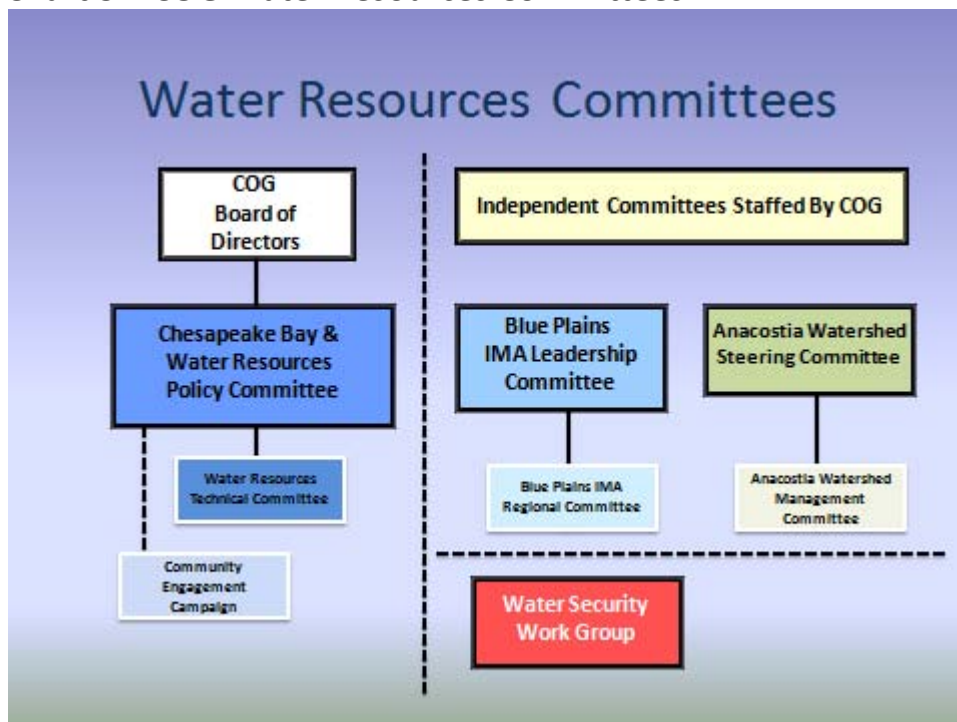 Water Resources Committees
COG
Board of
Directors
Independent Committees Staffed By COG
Chesapeake Bay &
Water Resources
Policy Committee
Blue Plains
IMA Leadership
Committee
Anacostia Watershed
Steering Committee
Water Resources
Technical Committee
Blue Plains IMA
Regional Committee
Anacostia Watershed
Management
Committee
Community
Engagement
Campaign
Water Security
Work Group